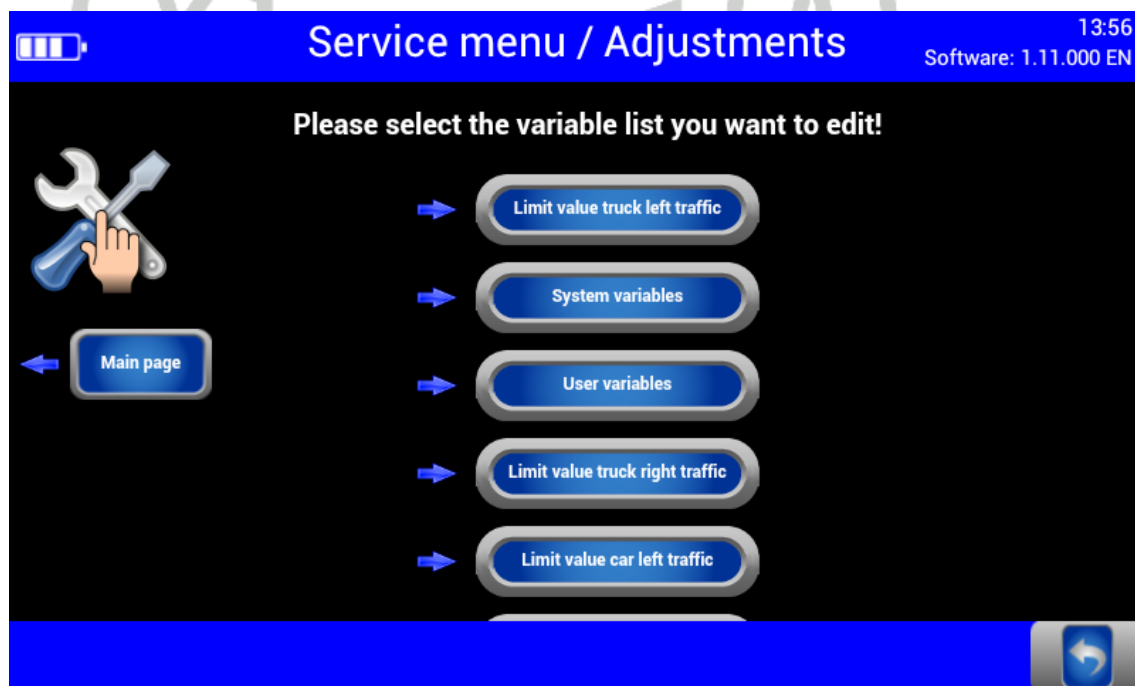 Service menu / Adjustments
13:56
Software: 1.11.000 EN
Please select the variable list you want to edit!
Limit value truck left traffic
System variables
Main page
User variables
Limit value truck right traffic
Limit value car left traffic